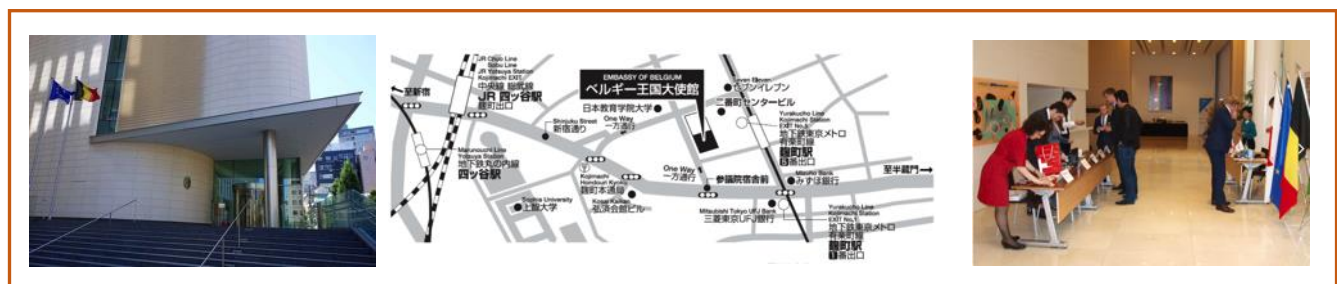 JR Chuo Line
Sobu Line
JR Yotsuya Station
Kojimachi EXIT
中央線 総武線
JR 四ッ谷駅
麹町出口
←至新宿
Shinjuku Street
新宿通り
One Way
一方通行
EMBASSY OF BELGIUM
ベルギー王国大使館
日本教育学院大学
Seven Eleven
セブンイレブン
二番町センタービル
Yurakucho Line
Kojimachi Station
EXIT No.5
地下鉄東京メトロ
有楽町線
麹町駅
5番出口
Marunouchi Line
Yotsuya Station
地下鉄丸の内線
四ッ谷駅
Kojimachi
Hondouri Kyoku
麹町本通局
Sophia University
上智大学
Kosai Kaikan
弘済会館ビル
One Way
一方通行
参議院宿舎前
Mizuho Bank
みずほ銀行
至半蔵門→
Mitsubishi Tokyo UFJ Bank
三菱東京UFJ銀行
Yurakucho Line
Kojimachi Station
EXIT No.1
地下鉄東京メトロ
有楽町線
麹町駅
1番出口